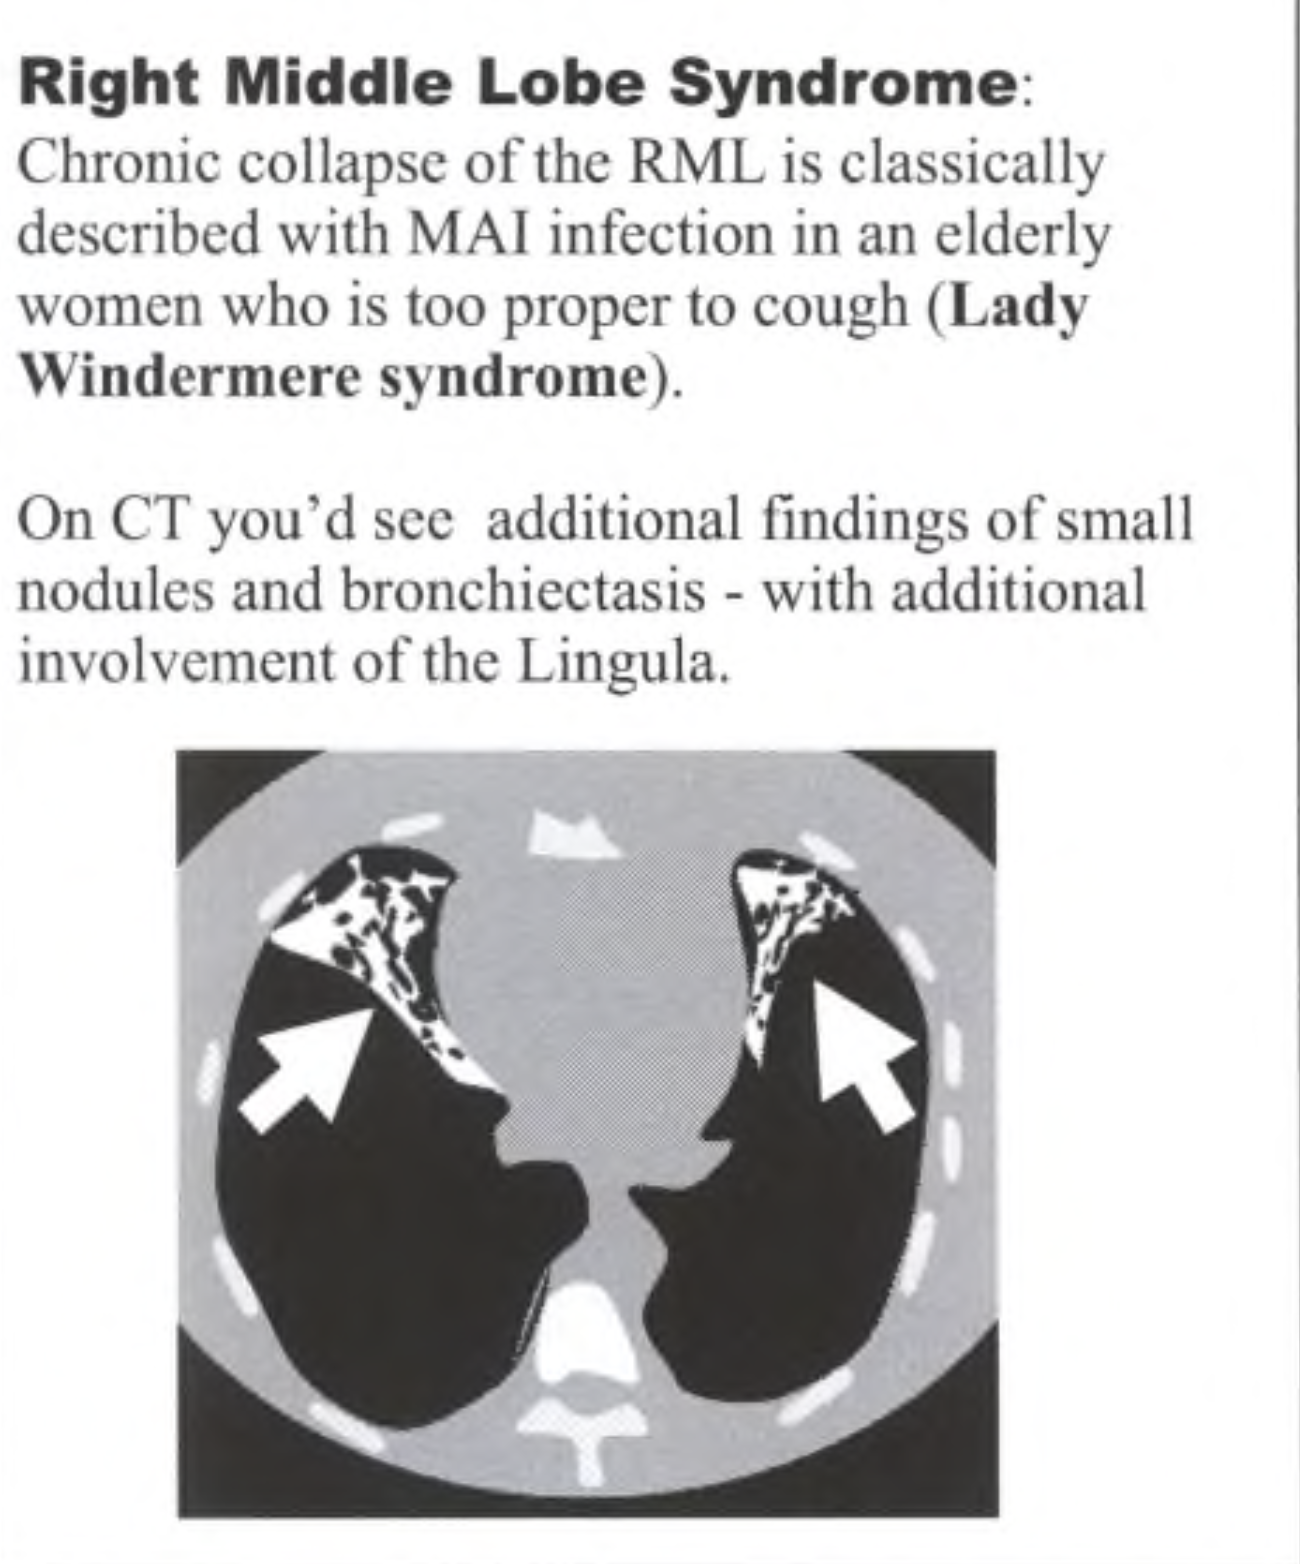 Right Middle Lobe Syndrome:
Chronic collapse of the RML is classically
described with MAI infection in an elderly
women who is too proper to cough (Lady
Windermere syndrome).
On CT you'd see  additional findings of small
nodules and bronchiectasis - with additional
involvement of the Lingula.